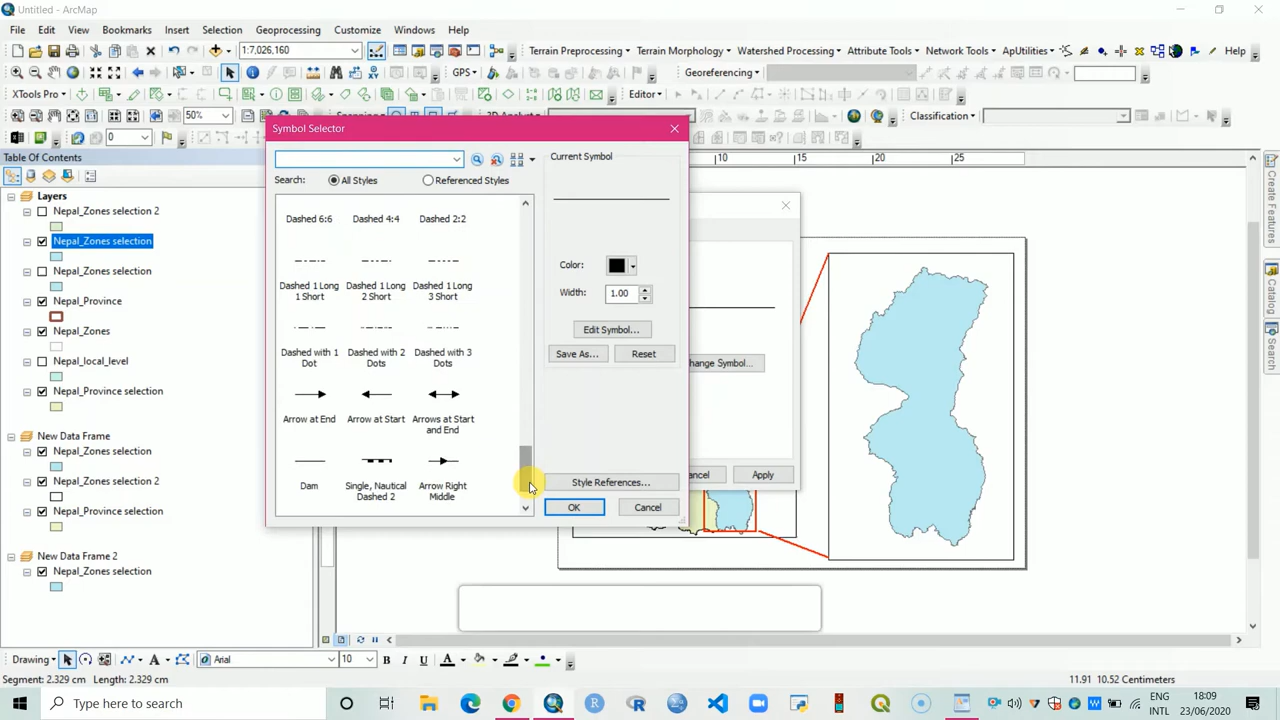 Untitled - ArcMap
File Edit View Bookmarks Insert Selection Geoprocessing Customize Windows Help
1:7,026,160
Terrain Preprocessing Terrain Morphology Watershed Processing Attribute Tools Network Tools ApUtilities Help
GPS Georeferencing
XTools Pro Editor
50% Classification
0
Table Of Contents
Layers
Nepal_Zones selection 2
Nepal_Zones selection
Nepal_Zones selection
Nepal_Province
Nepal_Zones
Nepal_local_level
Nepal_Province selection
New Data Frame
Nepal_Zones selection
Nepal_Zones selection 2
Nepal_Province selection
New Data Frame 2
Nepal_Zones selection
Symbol Selector
Search: All Styles Referenced Styles
Dashed 6:6 Dashed 4:4 Dashed 2:2
Dashed 1 Long 1 Short
Dashed 1 Long 2 Short
Dashed 1 Long 3 Short
Dashed with 1 Dot
Dashed with 2 Dots
Dashed with 3 Dots
Arrow at End
Arrow at Start
Arrows at Start and End
Dam
Single, Nautical Dashed 2
Arrow Right Middle
Current Symbol
Color:
Width: 1.00
Edit Symbol...
Save As... Reset
Style References...
OK Cancel
hange Symbol...
ancel Apply
10 15 20 25
Create Features
Catalog
Search
Drawing Arial 10 B I U A
Segment: 2.329 cm Length: 2.329 cm
11.91 10.52 Centimeters
Type here to search
ENG
INTL
18:09
23/06/2020